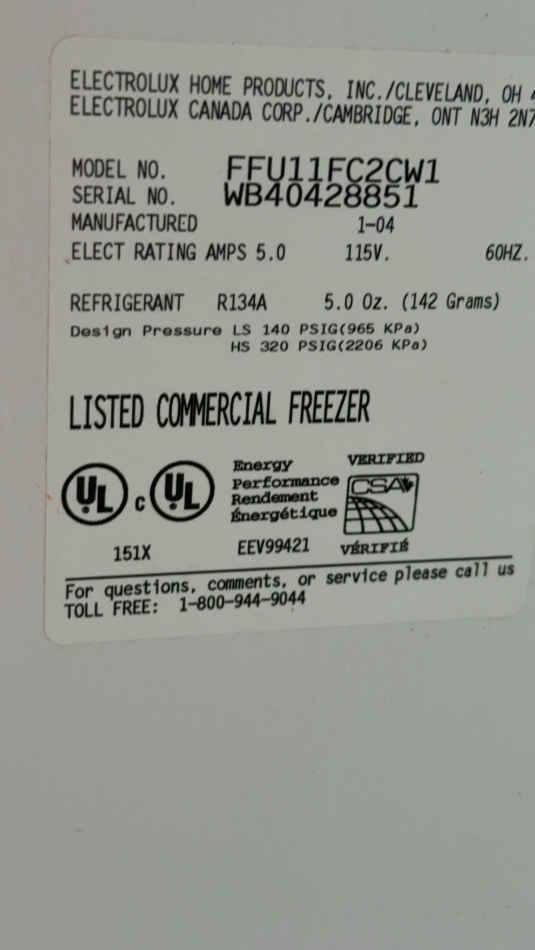 ELECTROLUX HOME PRODUCTS, INC./CLEVELAND, OH
ELECTROLUX CANADA CORP./CAMBRIDGE, ONT N3H 2N7
MODEL NO. FFU11FC2CW1
SERIAL NO. WB40428851
MANUFACTURED 1-04
ELECT RATING AMPS 5.0 115V. 60HZ.
REFRIGERANT R134A 5.0 Oz. (142 Grams)
Design Pressure LS 140 PSIG(965 KPa)
HS 320 PSIG(2206 KPa)
LISTED COMMERCIAL FREEZER
UL c UL
Energy
Performance
Rendement
Énergétique
VERIFIED
CSA
VÉRIFIÉ
151X EEV99421
For questions, comments, or service please call us
TOLL FREE: 1-800-944-9044